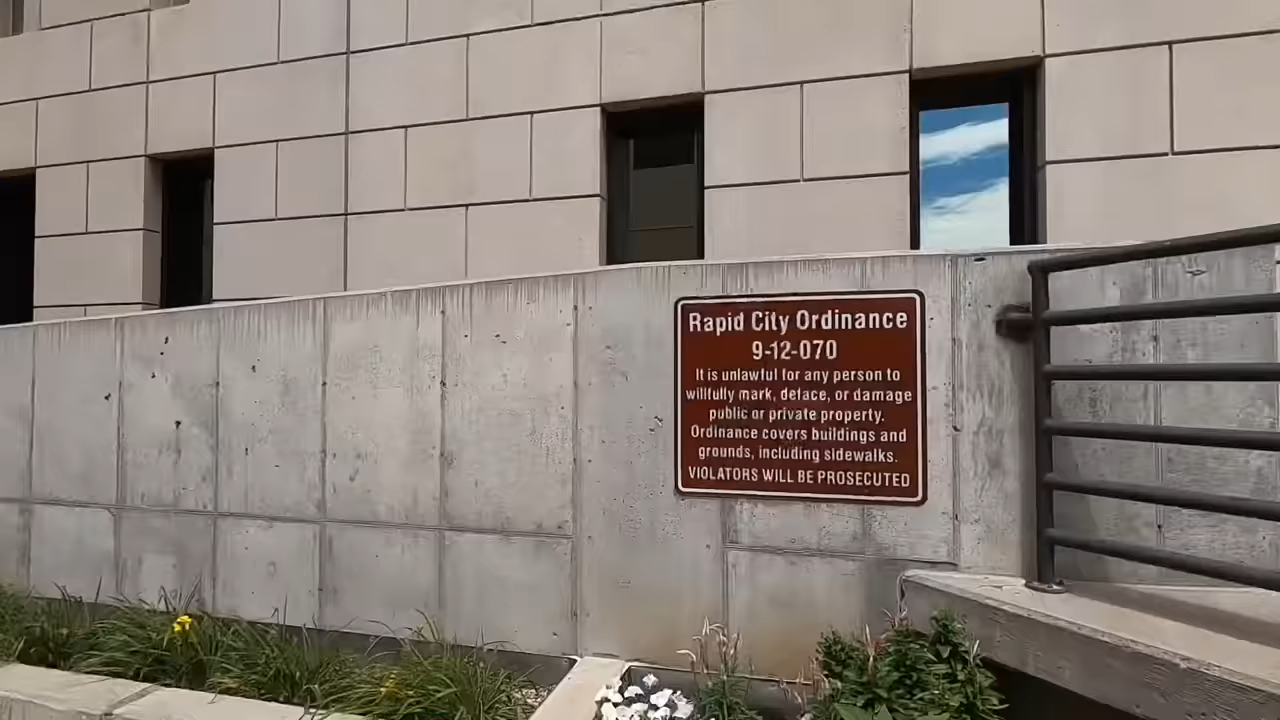 Rapid City Ordinance
9-12-070
It is unlawful for any person to
willfully mark, deface, or damage
public or private property.
Ordinance covers buildings and
grounds, including sidewalks.
VIOLATORS WILL BE PROSECUTED